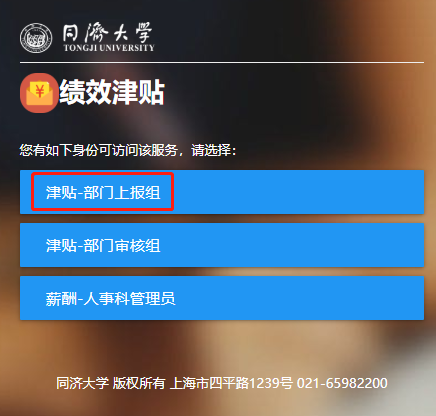 同濟大學
TONGJI UNIVERSITY
绩效津贴
您有如下身份可访问该服务，请选择：
津贴-部门上报组
津贴-部门审核组
薪酬-人事科管理员
同济大学 版权所有 上海市四平路1239号 021-65982200